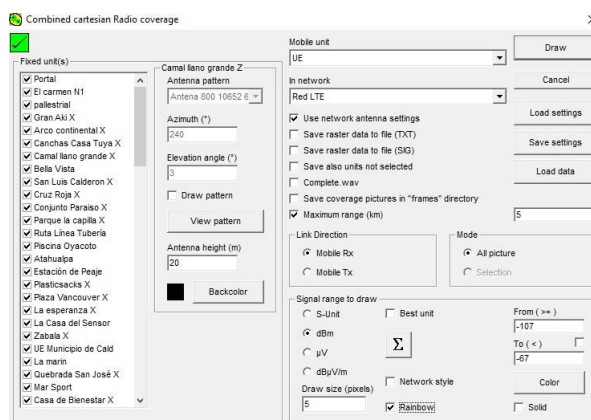 Combined cartesian Radio coverage
Fixed unit(s)
Portal
El carmen N1
pallestrial
Gran Aki X
Arco continental X
Canchas Casa Tuya X
Camal llano grande X
Bella Vista
San Luis Calderon X
Cruz Roja X
Conjunto Paraiso X
Parque la capilla X
Ruta Línea Tubería
Piscina Oyacoto
Atahualpa
Estación de Peaje
Plasticsacks X
Plaza Vancouver X
La esperanza X
La Casa del Sensor
Zabala X
UE Municipio de Cald
La marin
Quebrada San José X
Mar Sport
Casa de Bienestar X
Camal llano grande Z
Antenna pattern
Antena 800 10652 6
Azimuth (°)
240
Elevation angle (°)
3
Draw pattern
View pattern
Antenna height (m)
20
Backcolor
Mobile unit
UE
In network
Red LTE
Use network antenna settings
Save raster data to file (TXT)
Save raster data to file (SIG)
Save also units not selected
Complete.wav
Save coverage pictures in "frames" directory
Maximum range (km)
5
Draw
Cancel
Load settings
Save settings
Load data
Link Direction
Mobile Rx
Mobile Tx
Mode
All picture
Selection
Signal range to draw
S-Unit
dBm
µV
dBµV/m
Draw size (pixels)
5
Best unit
Σ
Network style
Rainbow
From ( >= )
-107
To ( < )
-67
Color
Solid